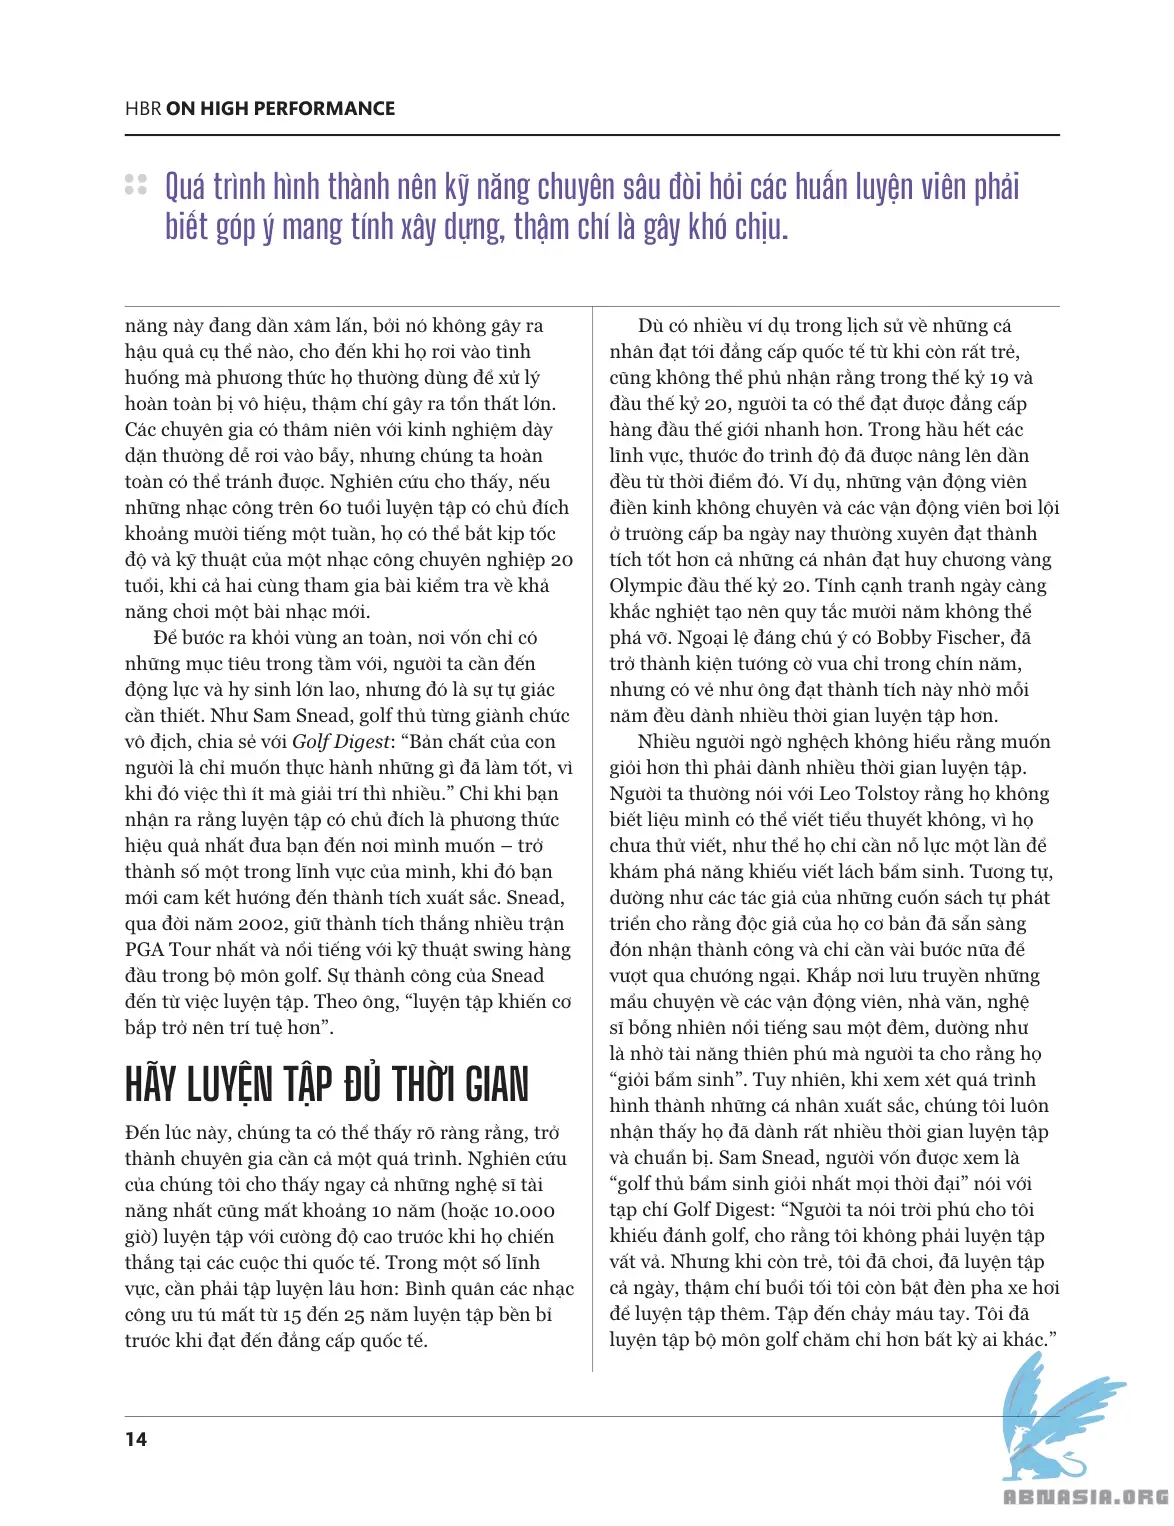 HBR ON HIGH PERFORMANCE
Quá trình hình thành nên kỹ năng chuyên sâu đòi hỏi các huấn luyện viên phải
biết góp ý mang tính xây dựng, thậm chí là gây khó chịu.
năng này đang dần xâm lấn, bởi nó không gây ra
hậu quả cụ thể nào, cho đến khi họ rơi vào tình
huống mà phương thức họ thường dùng để xử lý
hoàn toàn bị vô hiệu, thậm chí gây ra tổn thất lớn.
Các chuyên gia có thâm niên với kinh nghiệm dày
dặn thường dễ rơi vào bẫy, nhưng chúng ta hoàn
toàn có thể tránh được. Nghiên cứu cho thấy, nếu
những nhạc công trên 60 tuổi luyện tập có chủ đích
khoảng mười tiếng một tuần, họ có thể bắt kịp tốc
độ và kỹ thuật của một nhạc công chuyên nghiệp 20
tuổi, khi cả hai cùng tham gia bài kiểm tra về khả
năng chơi một bài nhạc mới.
Để bước ra khỏi vùng an toàn, nơi vốn chỉ có
những mục tiêu trong tầm với, người ta cần đến
động lực và hy sinh lớn lao, nhưng đó là sự tự giác
cần thiết. Như Sam Snead, golf thủ từng giành chức
vô địch, chia sẻ với Golf Digest: “Bản chất của con
người là chỉ muốn thực hành những gì đã làm tốt, vì
khi đó việc thì ít mà giải trí thì nhiều.” Chỉ khi bạn
nhận ra rằng luyện tập có chủ đích là phương thức
hiệu quả nhất đưa bạn đến nơi mình muốn – trở
thành số một trong lĩnh vực của mình, khi đó bạn
mới cam kết hướng đến thành tích xuất sắc. Snead,
qua đời năm 2002, giữ thành tích thắng nhiều trận
PGA Tour nhất và nổi tiếng với kỹ thuật swing hàng
đầu trong bộ môn golf. Sự thành công của Snead
đến từ việc luyện tập. Theo ông, “luyện tập khiến cơ
bắp trở nên trí tuệ hơn”.
HÃY LUYỆN TẬP ĐỦ THỜI GIAN
Đến lúc này, chúng ta có thể thấy rõ ràng rằng, trở
thành chuyên gia cần cả một quá trình. Nghiên cứu
của chúng tôi cho thấy ngay cả những nghệ sĩ tài
năng nhất cũng mất khoảng 10 năm (hoặc 10.000
giờ) luyện tập với cường độ cao trước khi họ chiến
thắng tại các cuộc thi quốc tế. Trong một số lĩnh
vực, cần phải tập luyện lâu hơn: Bình quân các nhạc
công ưu tú mất từ 15 đến 25 năm luyện tập bền bỉ
trước khi đạt đến đẳng cấp quốc tế.
Dù có nhiều ví dụ trong lịch sử về những cá
nhân đạt tới đẳng cấp quốc tế từ khi còn rất trẻ,
cũng không thể phủ nhận rằng trong thế kỷ 19 và
đầu thế kỷ 20, người ta có thể đạt được đẳng cấp
hàng đầu thế giới nhanh hơn. Trong hầu hết các
lĩnh vực, thước đo trình độ đã được nâng lên dần
đều từ thời điểm đó. Ví dụ, những vận động viên
điền kinh không chuyên và các vận động viên bơi lội
ở trường cấp ba ngày nay thường xuyên đạt thành
tích tốt hơn cả những cá nhân đạt huy chương vàng
Olympic đầu thế kỷ 20. Tính cạnh tranh ngày càng
khắc nghiệt tạo nên quy tắc mười năm không thể
phá vỡ. Ngoại lệ đáng chú ý có Bobby Fischer, đã
trở thành kiện tướng cờ vua chỉ trong chín năm,
nhưng có vẻ như ông đạt thành tích này nhờ mỗi
năm đều dành nhiều thời gian luyện tập hơn.
Nhiều người ngờ nghệch không hiểu rằng muốn
giỏi hơn thì phải dành nhiều thời gian luyện tập.
Người ta thường nói với Leo Tolstoy rằng họ không
biết liệu mình có thể viết tiểu thuyết không, vì họ
chưa thử viết, như thể họ chỉ cần nỗ lực một lần để
khám phá năng khiếu viết lách bẩm sinh. Tương tự,
dường như các tác giả của những cuốn sách tự phát
triển cho rằng độc giả của họ cơ bản đã sẵn sàng
đón nhận thành công và chỉ cần vài bước nữa để
vượt qua chướng ngại. Khắp nơi lưu truyền những
mẩu chuyện về các vận động viên, nhà văn, nghệ
sĩ bỗng nhiên nổi tiếng sau một đêm, dường như
là nhờ tài năng thiên phú mà người ta cho rằng họ
“giỏi bẩm sinh”. Tuy nhiên, khi xem xét quá trình
hình thành những cá nhân xuất sắc, chúng tôi luôn
nhận thấy họ đã dành rất nhiều thời gian luyện tập
và chuẩn bị. Sam Snead, người vốn được xem là
“golf thủ bẩm sinh giỏi nhất mọi thời đại” nói với
tạp chí Golf Digest: “Người ta nói trời phú cho tôi
khiếu đánh golf, cho rằng tôi không phải luyện tập
vất vả. Nhưng khi còn trẻ, tôi đã chơi, đã luyện tập
cả ngày, thậm chí buổi tối tôi còn bật đèn pha xe hơi
để luyện tập thêm. Tập đến chảy máu tay. Tôi đã
luyện tập bộ môn golf chăm chỉ hơn bất kỳ ai khác.”
14
ABNASIA.ORG